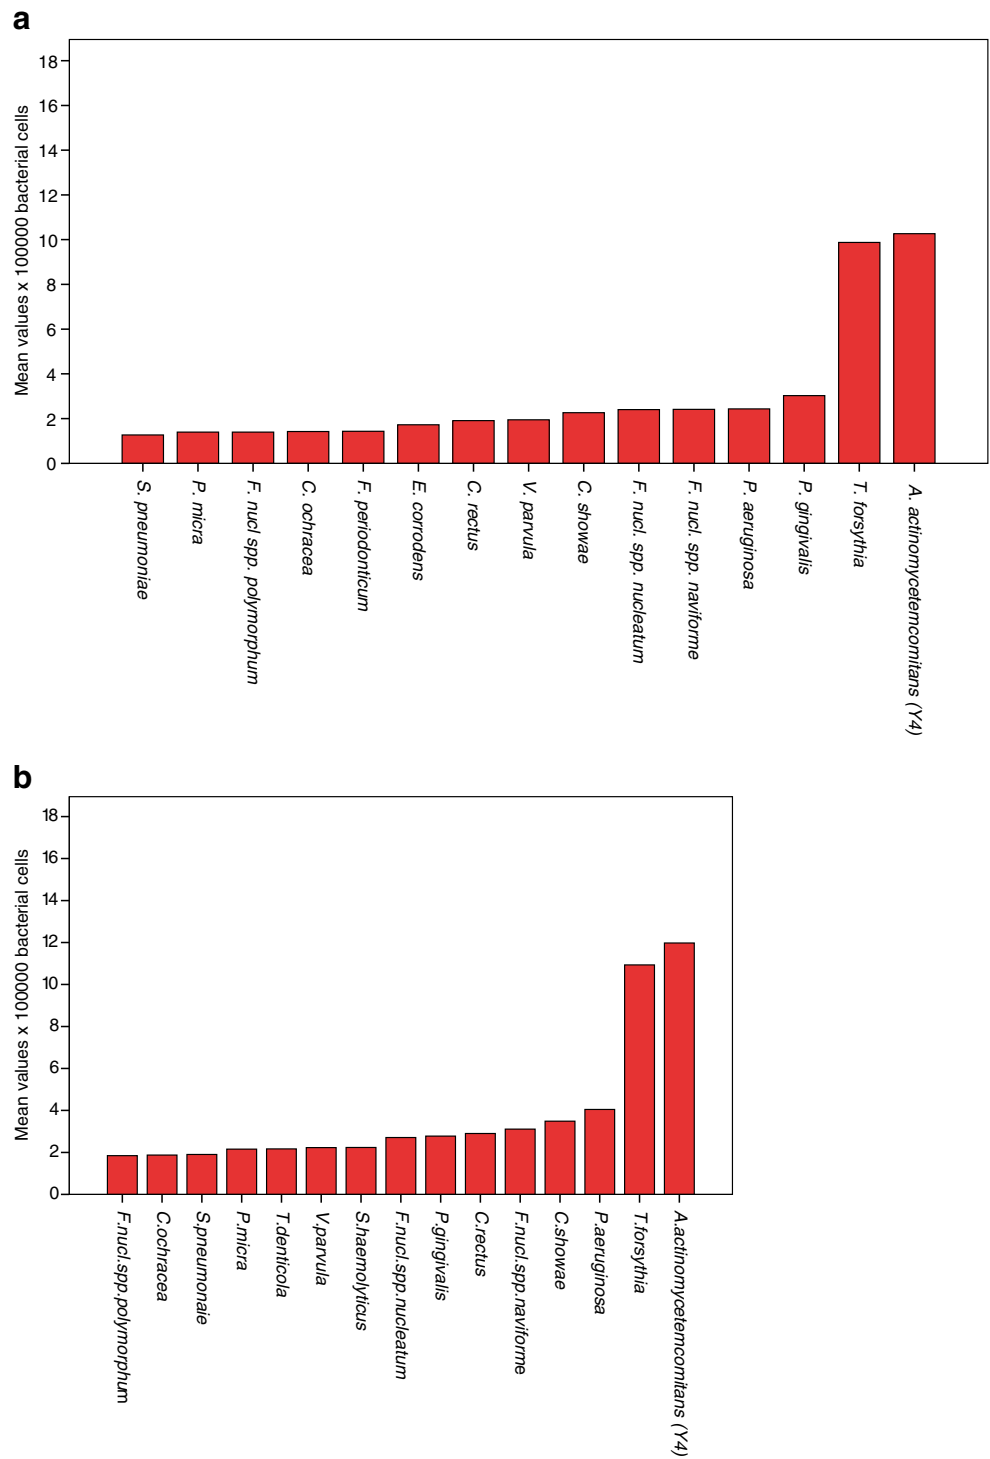 a
Mean values x 100000 bacterial cells
18
16
14
12
10
8
6
4
2
0
S. pneumoniae
P. micra
F. nucl spp. polymorphum
C. ochracea
F. periodonticum
E. corrodens
C. rectus
V. parvula
C. showae
F. nucl. spp. nucleatum
F. nucl. spp. naviforme
P. aeruginosa
P. gingivalis
T. forsythia
A. actinomycetemcomitans (Y4)
b
Mean values x 100000 bacterial cells
18
16
14
12
10
8
6
4
2
0
F.nucl.spp.polymorphum
C.ochracea
S.pneumonaie
P.micra
T.denticola
V.parvula
S.haemolyticus
F.nucl.spp.nucleatum
P.gingivalis
C.rectus
F.nucl.spp.naviforme
C.showae
P.aeruginosa
T.forsythia
A.actinomycetemcomitans (Y4)